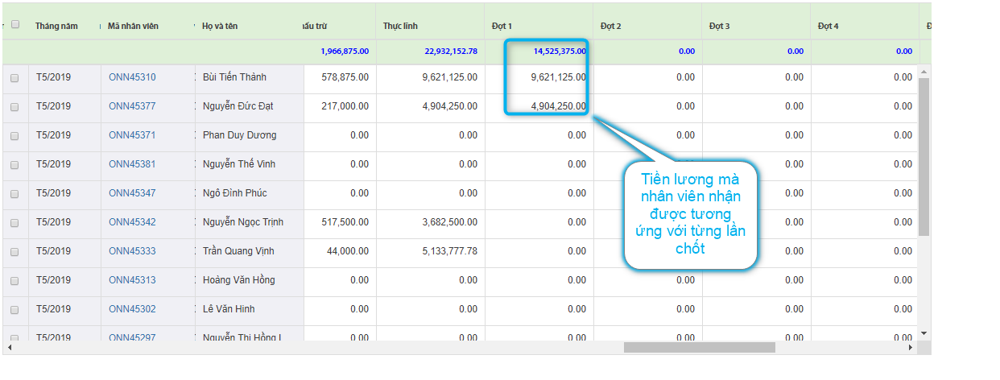 Tháng năm Mã nhân viên Họ và tên ấu trừ Thực lĩnh Đợt 1 Đợt 2 Đợt 3 Đợt 4 Đ
1,966,875.00 22,932,152.78 14,525,375.00 0.00 0.00 0.00
T5/2019 ONN45310 Bùi Tiến Thành 578,875.00 9,621,125.00 9,621,125.00 0.00 0.00 0.00
T5/2019 ONN45377 Nguyễn Đức Đạt 217,000.00 4,904,250.00 4,904,250.00 0.00 0.00 0.00
T5/2019 ONN45371 Phan Duy Dương 0.00 0.00 0.00 0.00 0.00 0.00
T5/2019 ONN45381 Nguyễn Thế Vinh 0.00 0.00 0.00 0.00 0.00 0.00
T5/2019 ONN45347 Ngô Đình Phúc 0.00 0.00 0.00 0.00 0.00
T5/2019 ONN45342 Nguyễn Ngọc Trịnh 517,500.00 3,682,500.00 0.00 0.00 0.00
T5/2019 ONN45333 Trần Quang Vịnh 44,000.00 5,133,777.78 0.00 0.00 0.00
T5/2019 ONN45313 Hoàng Văn Hồng 0.00 0.00 0.00 0.00 0.00 0.00
T5/2019 ONN45302 Lê Văn Hinh 0.00 0.00 0.00 0.00 0.00 0.00
T5/2019 ONN45297 Nguyễn Thị Hồng L 0.00 0.00 0.00 0.00 0.00 0.00
Tiền lương mà
nhân viên nhận
được tương
ứng với từng lần
chốt